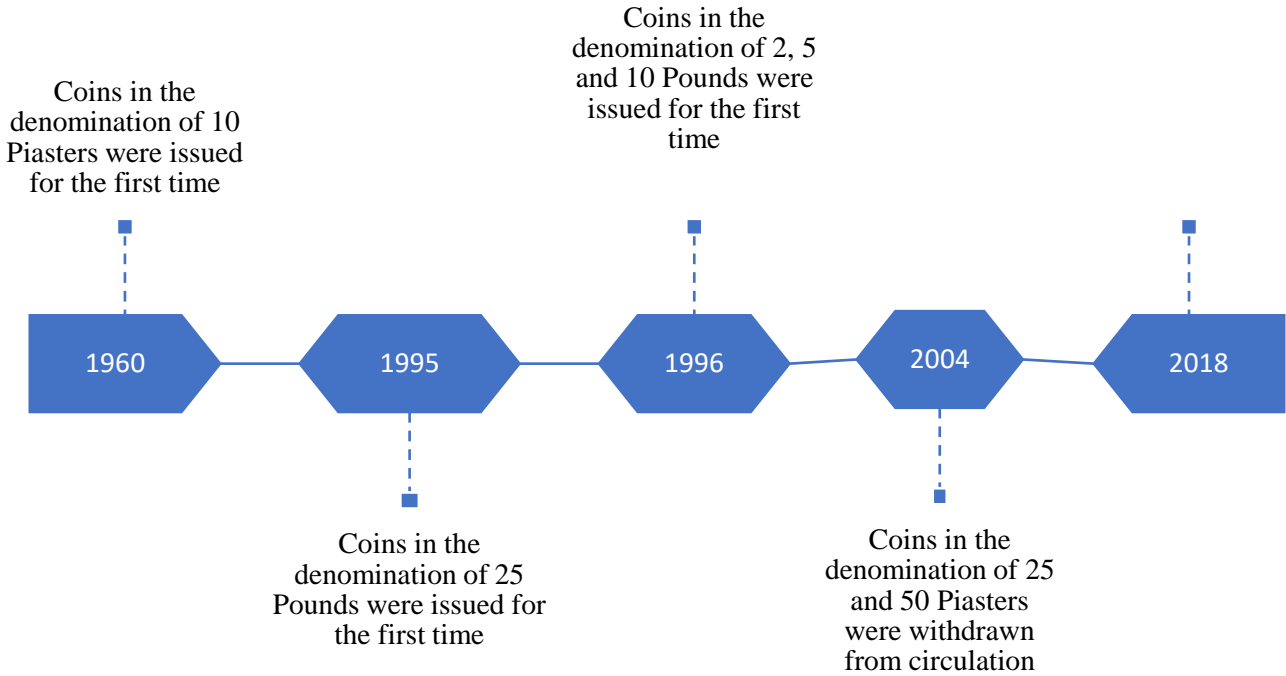 Coins in the
denomination of 10
Piasters were issued
for the first time
Coins in the
denomination of 2, 5
and 10 Pounds were
issued for the first
time
1960
1995
1996
2004
2018
Coins in the
denomination of 25
Pounds were issued for
the first time
Coins in the
denomination of 25
and 50 Piasters
were withdrawn
from circulation